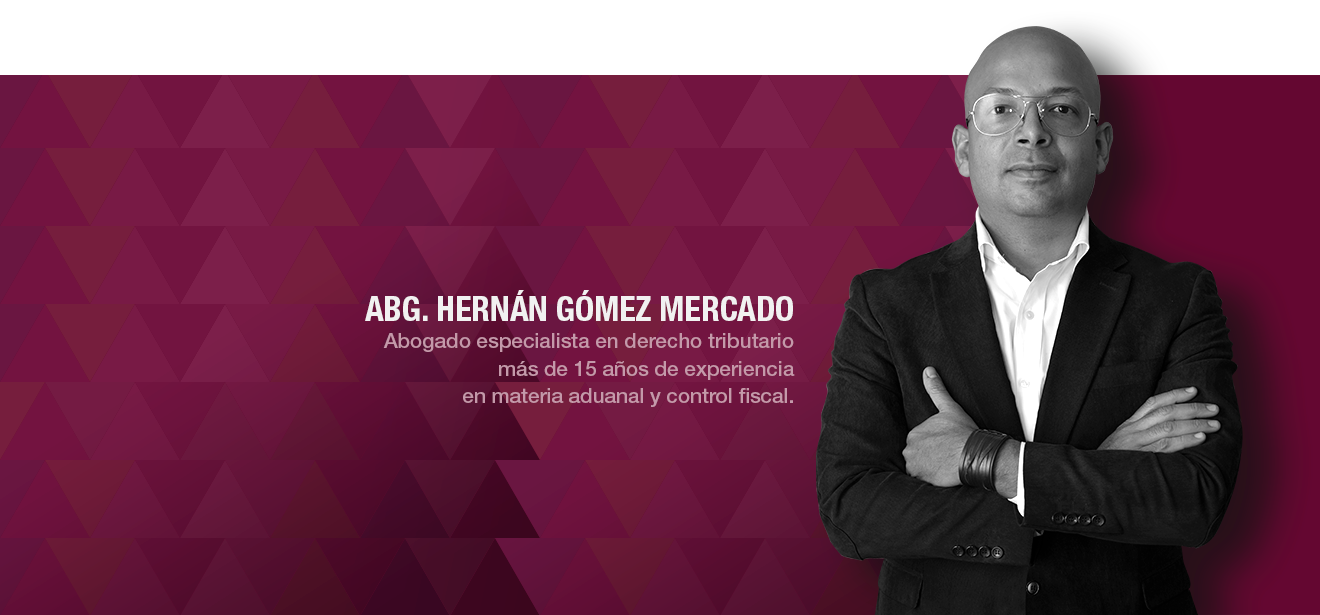 ABG. HERNÁN GÓMEZ MERCADO
Abogado especialista en derecho tributario
más de 15 años de experiencia
en materia aduanal y control fiscal.